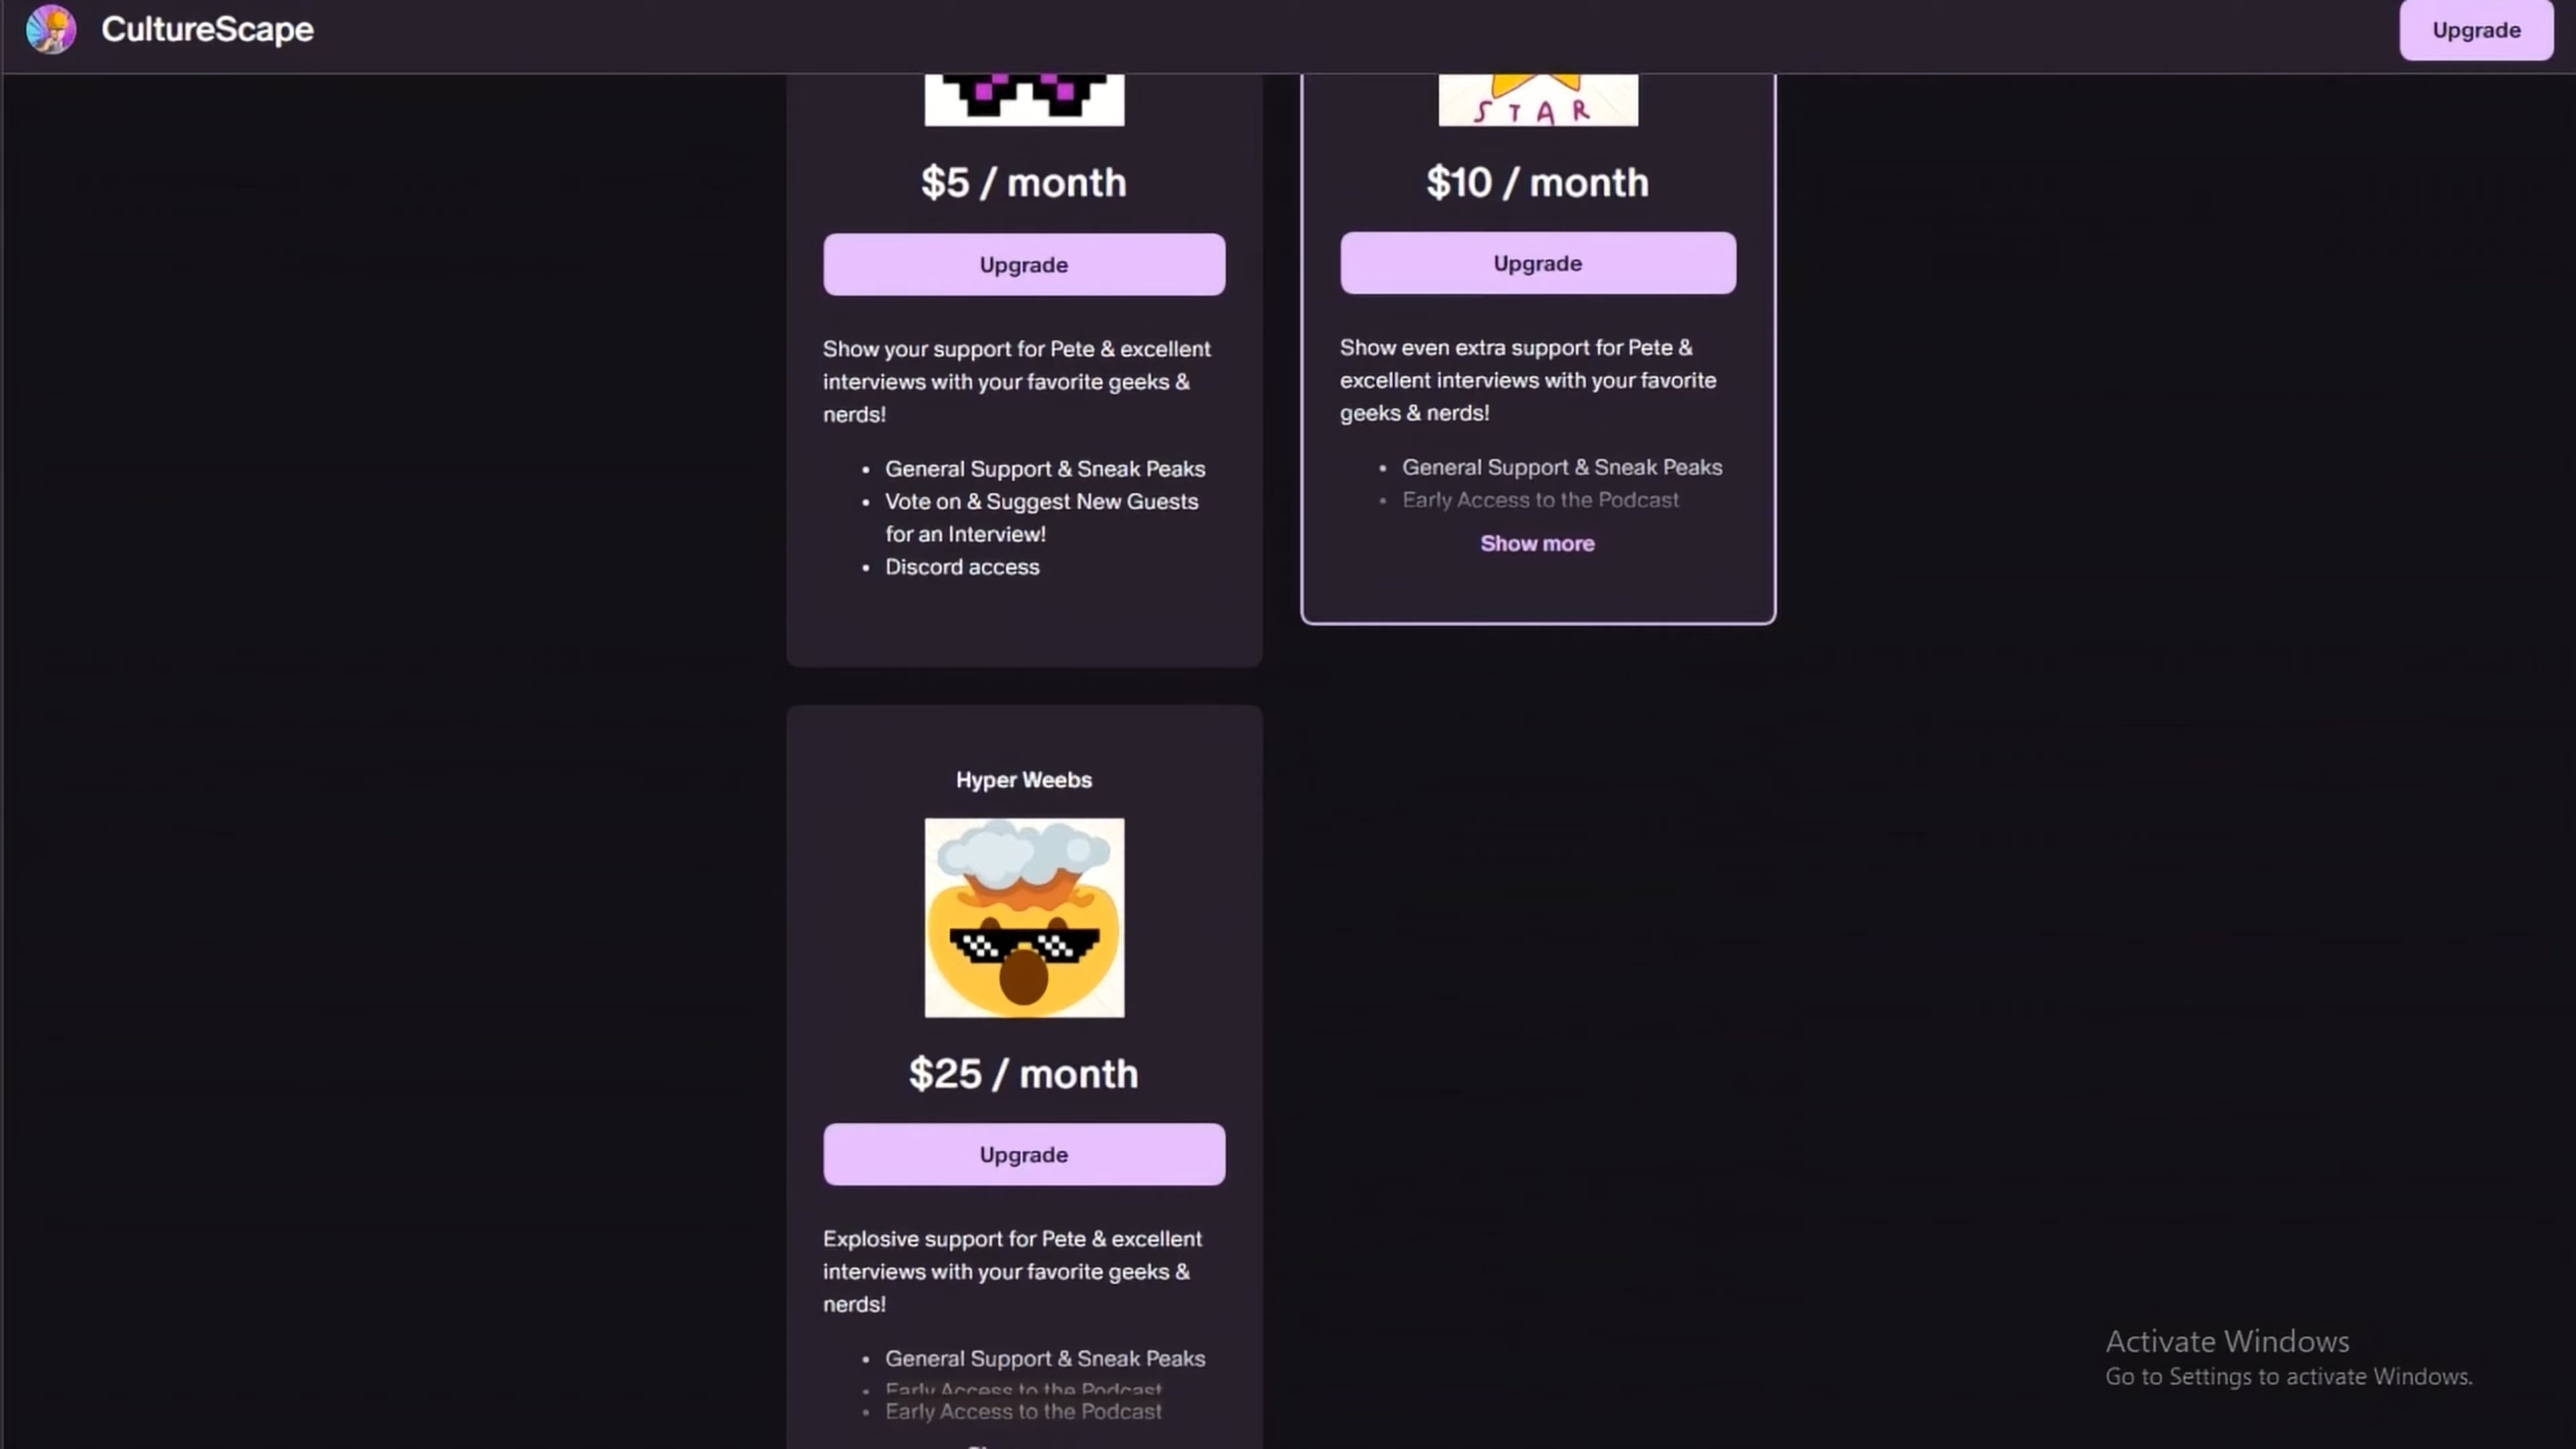 CultureScape
Upgrade
STAR
$5 / month
Upgrade
Show your support for Pete & excellent
interviews with your favorite geeks &
nerds!
• General Support & Sneak Peaks
• Vote on & Suggest New Guests
for an Interview!
• Discord access
$10 / month
Upgrade
Show even extra support for Pete &
excellent interviews with your favorite
geeks & nerds!
• General Support & Sneak Peaks
• Early Access to the Podcast
Show more
Hyper Weebs
$25 / month
Upgrade
Explosive support for Pete & excellent
interviews with your favorite geeks &
nerds!
• General Support & Sneak Peaks
• Early Access to the Podcast
• Early Access to the Podcast
Activate Windows
Go to Settings to activate Windows.